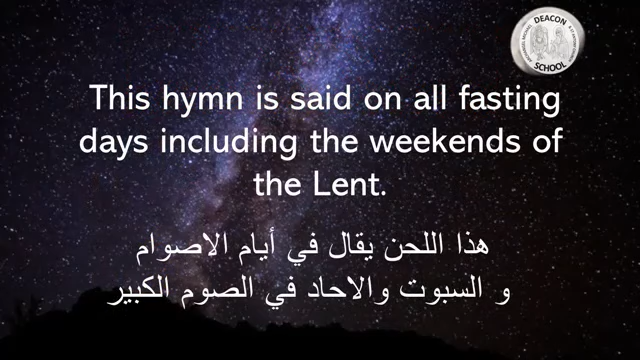 DEACON
SCHOOL
This hymn is said on all fasting
days including the weekends of
the Lent.
هذا اللحن يقال في أيام الاصوام
و السبوت والاحاد في الصوم الكبير